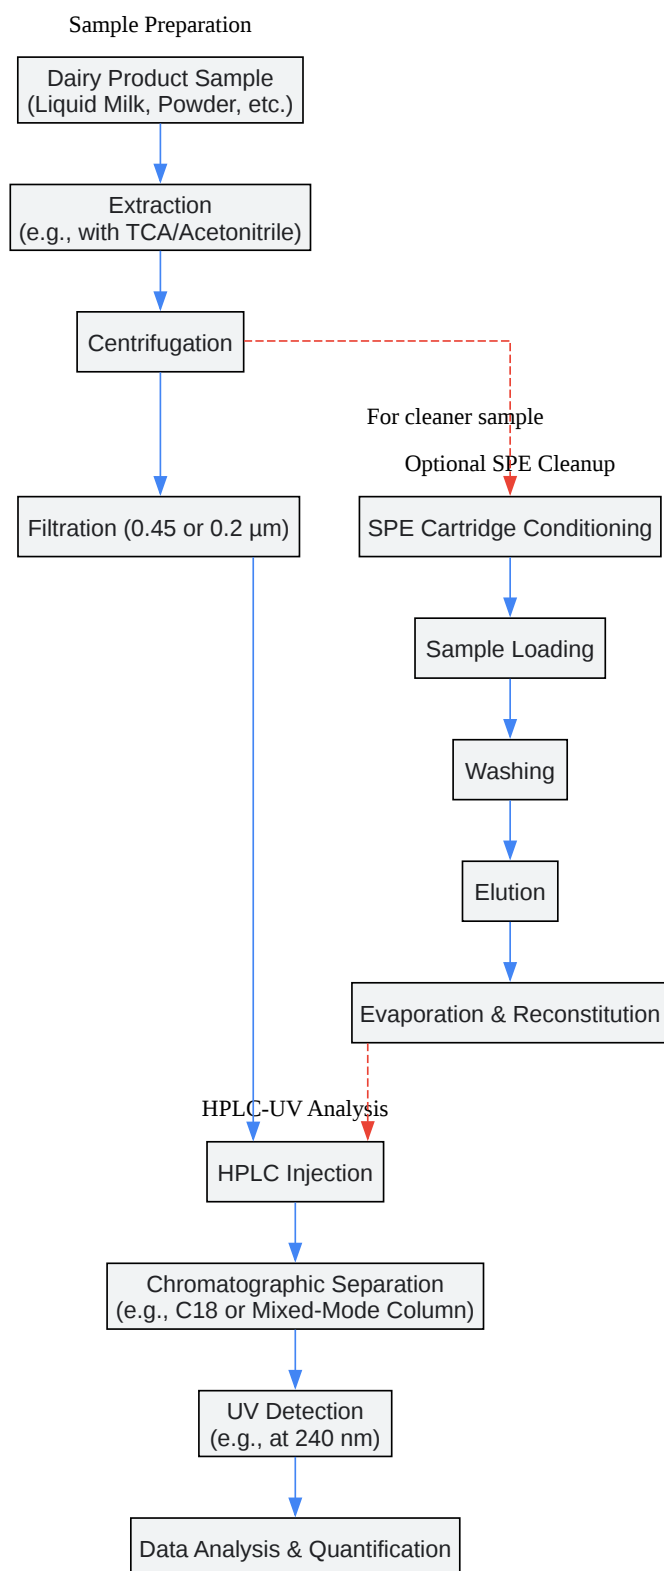 Sample Preparation
Dairy Product Sample
(Liquid Milk, Powder, etc.)
Extraction
(e.g., with TCA/Acetonitrile)
Centrifugation
For cleaner sample
Optional SPE Cleanup
Filtration (0.45 or 0.2 µm)
SPE Cartridge Conditioning
Sample Loading
Washing
Elution
Evaporation & Reconstitution
HPLC-UV Analysis
HPLC Injection
Chromatographic Separation
(e.g., C18 or Mixed-Mode Column)
UV Detection
(e.g., at 240 nm)
Data Analysis & Quantification